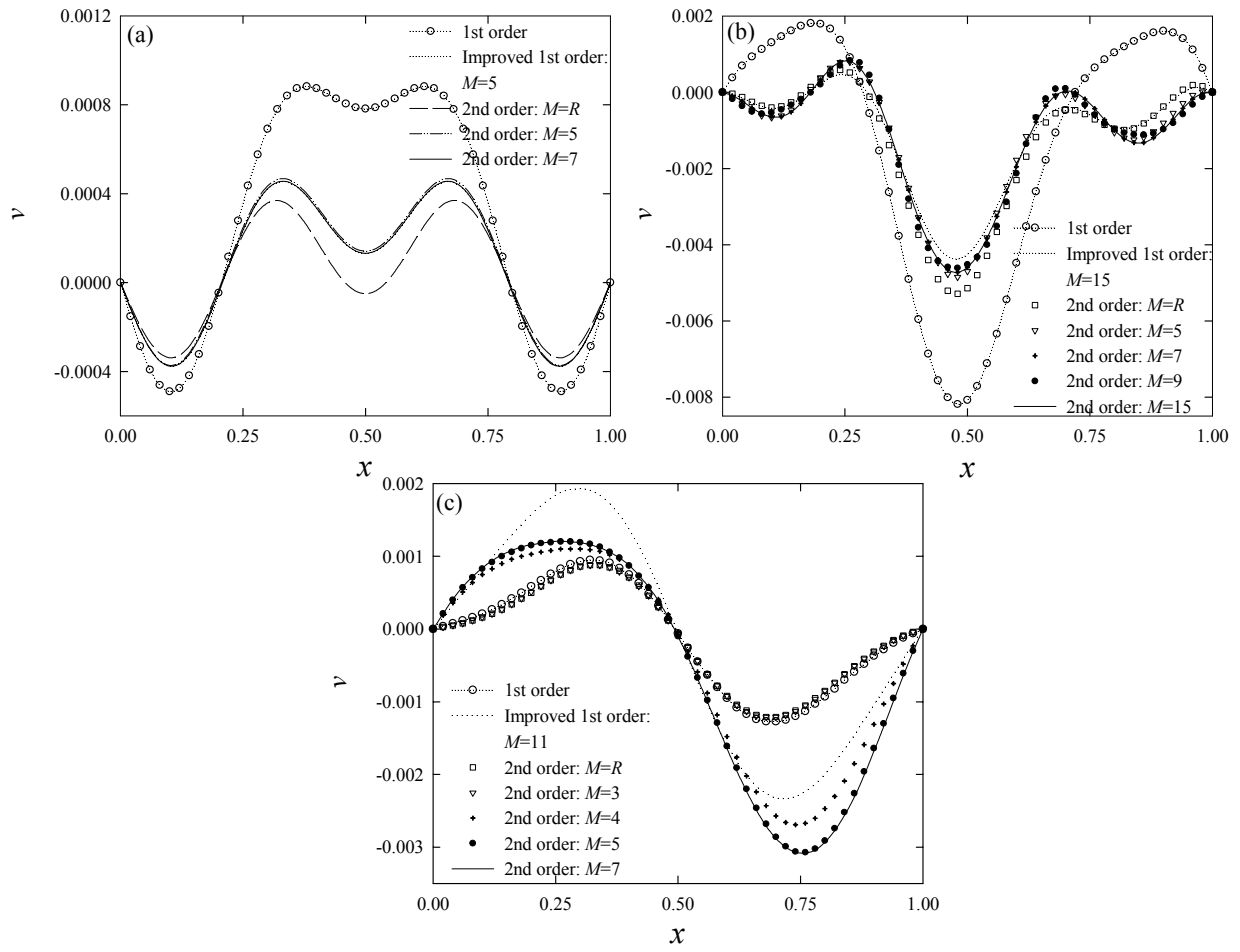 (a)
0.0012
0.0008
0.0004
0.0000
-0.0004
v
1st order
Improved 1st order:
M=5
2nd order: M=R
2nd order: M=5
2nd order: M=7
0.00
0.25
0.50
0.75
1.00
x
(b)
0.002
0.000
-0.002
-0.004
-0.006
-0.008
v
1st order
Improved 1st order:
M=15
2nd order: M=R
2nd order: M=5
2nd order: M=7
2nd order: M=9
2nd order: M=15
0.00
0.25
0.50
0.75
1.00
x
(c)
0.002
0.001
0.000
-0.001
-0.002
-0.003
v
1st order
Improved 1st order:
M=11
2nd order: M=R
2nd order: M=3
2nd order: M=4
2nd order: M=5
2nd order: M=7
0.00
0.25
0.50
0.75
1.00
x